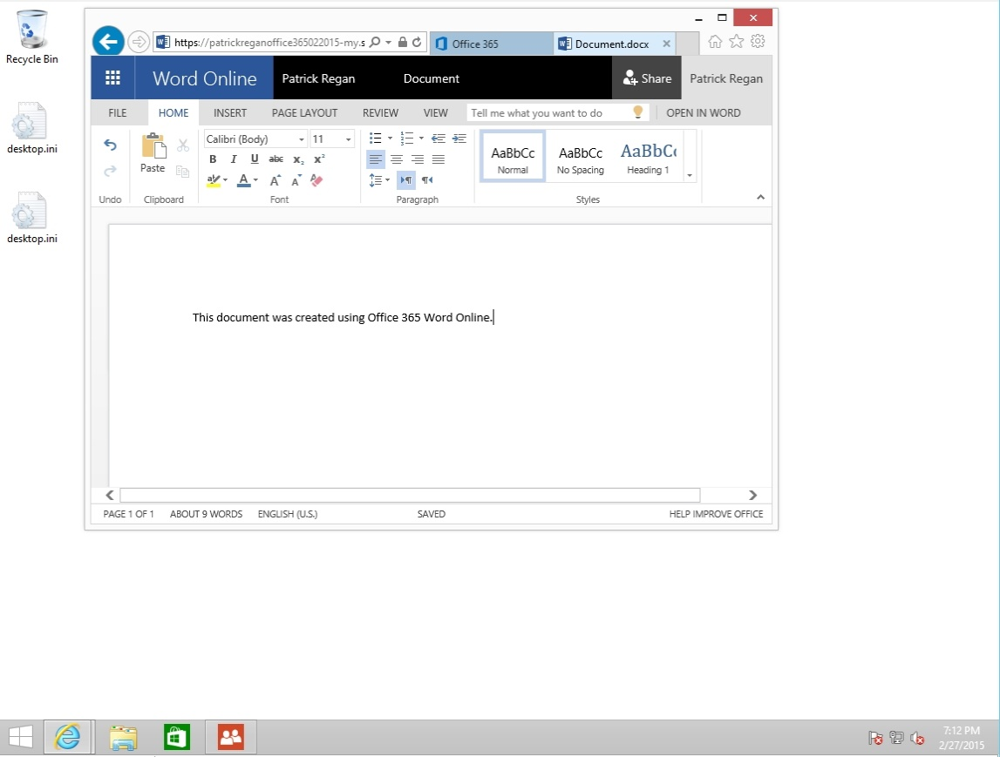 Recycle Bin
desktop.ini
desktop.ini
https://patrickreganoffice365022015-my.s
Office 365
Document.docx
Word Online
Patrick Regan
Document
Share
Patrick Regan
FILE
HOME
INSERT
PAGE LAYOUT
REVIEW
VIEW
Tell me what you want to do
OPEN IN WORD
Paste
Calibri (Body)
11
B I U abc x₂ x²
ab A A A A
AaBbCc
AaBbCc
AaBbCc
Normal
No Spacing
Heading 1
Undo
Clipboard
Font
Paragraph
Styles
This document was created using Office 365 Word Online.
PAGE 1 OF 1
ABOUT 9 WORDS
ENGLISH (U.S.)
SAVED
HELP IMPROVE OFFICE
7:12 PM
2/27/2015